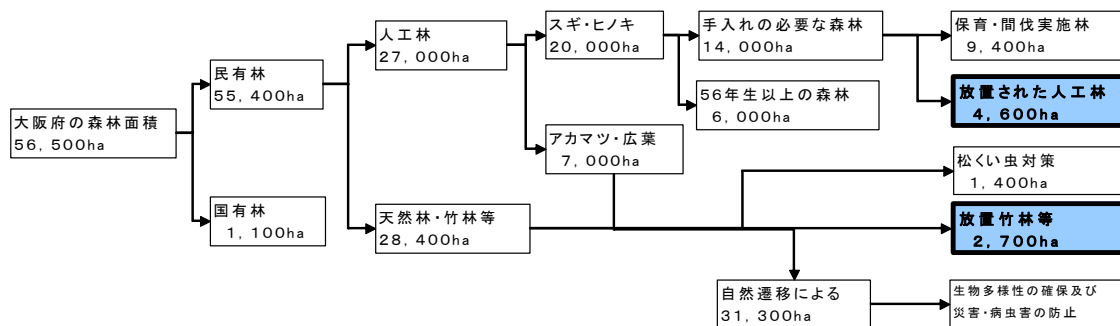 大阪府の森林面積
56,500ha
民有林
55,400ha
国有林
1,100ha
人工林
27,000ha
天然林・竹林等
28,400ha
スギ・ヒノキ
20,000ha
アカマツ・広葉
7,000ha
手入れの必要な森林
14,000ha
56年生以上の森林
6,000ha
自然遷移による
31,300ha
保育・間伐実施林
9,400ha
放置された人工林
4,600ha
松くい虫対策
1,400ha
放置竹林等
2,700ha
生物多様性の確保及び
災害・病虫害の防止